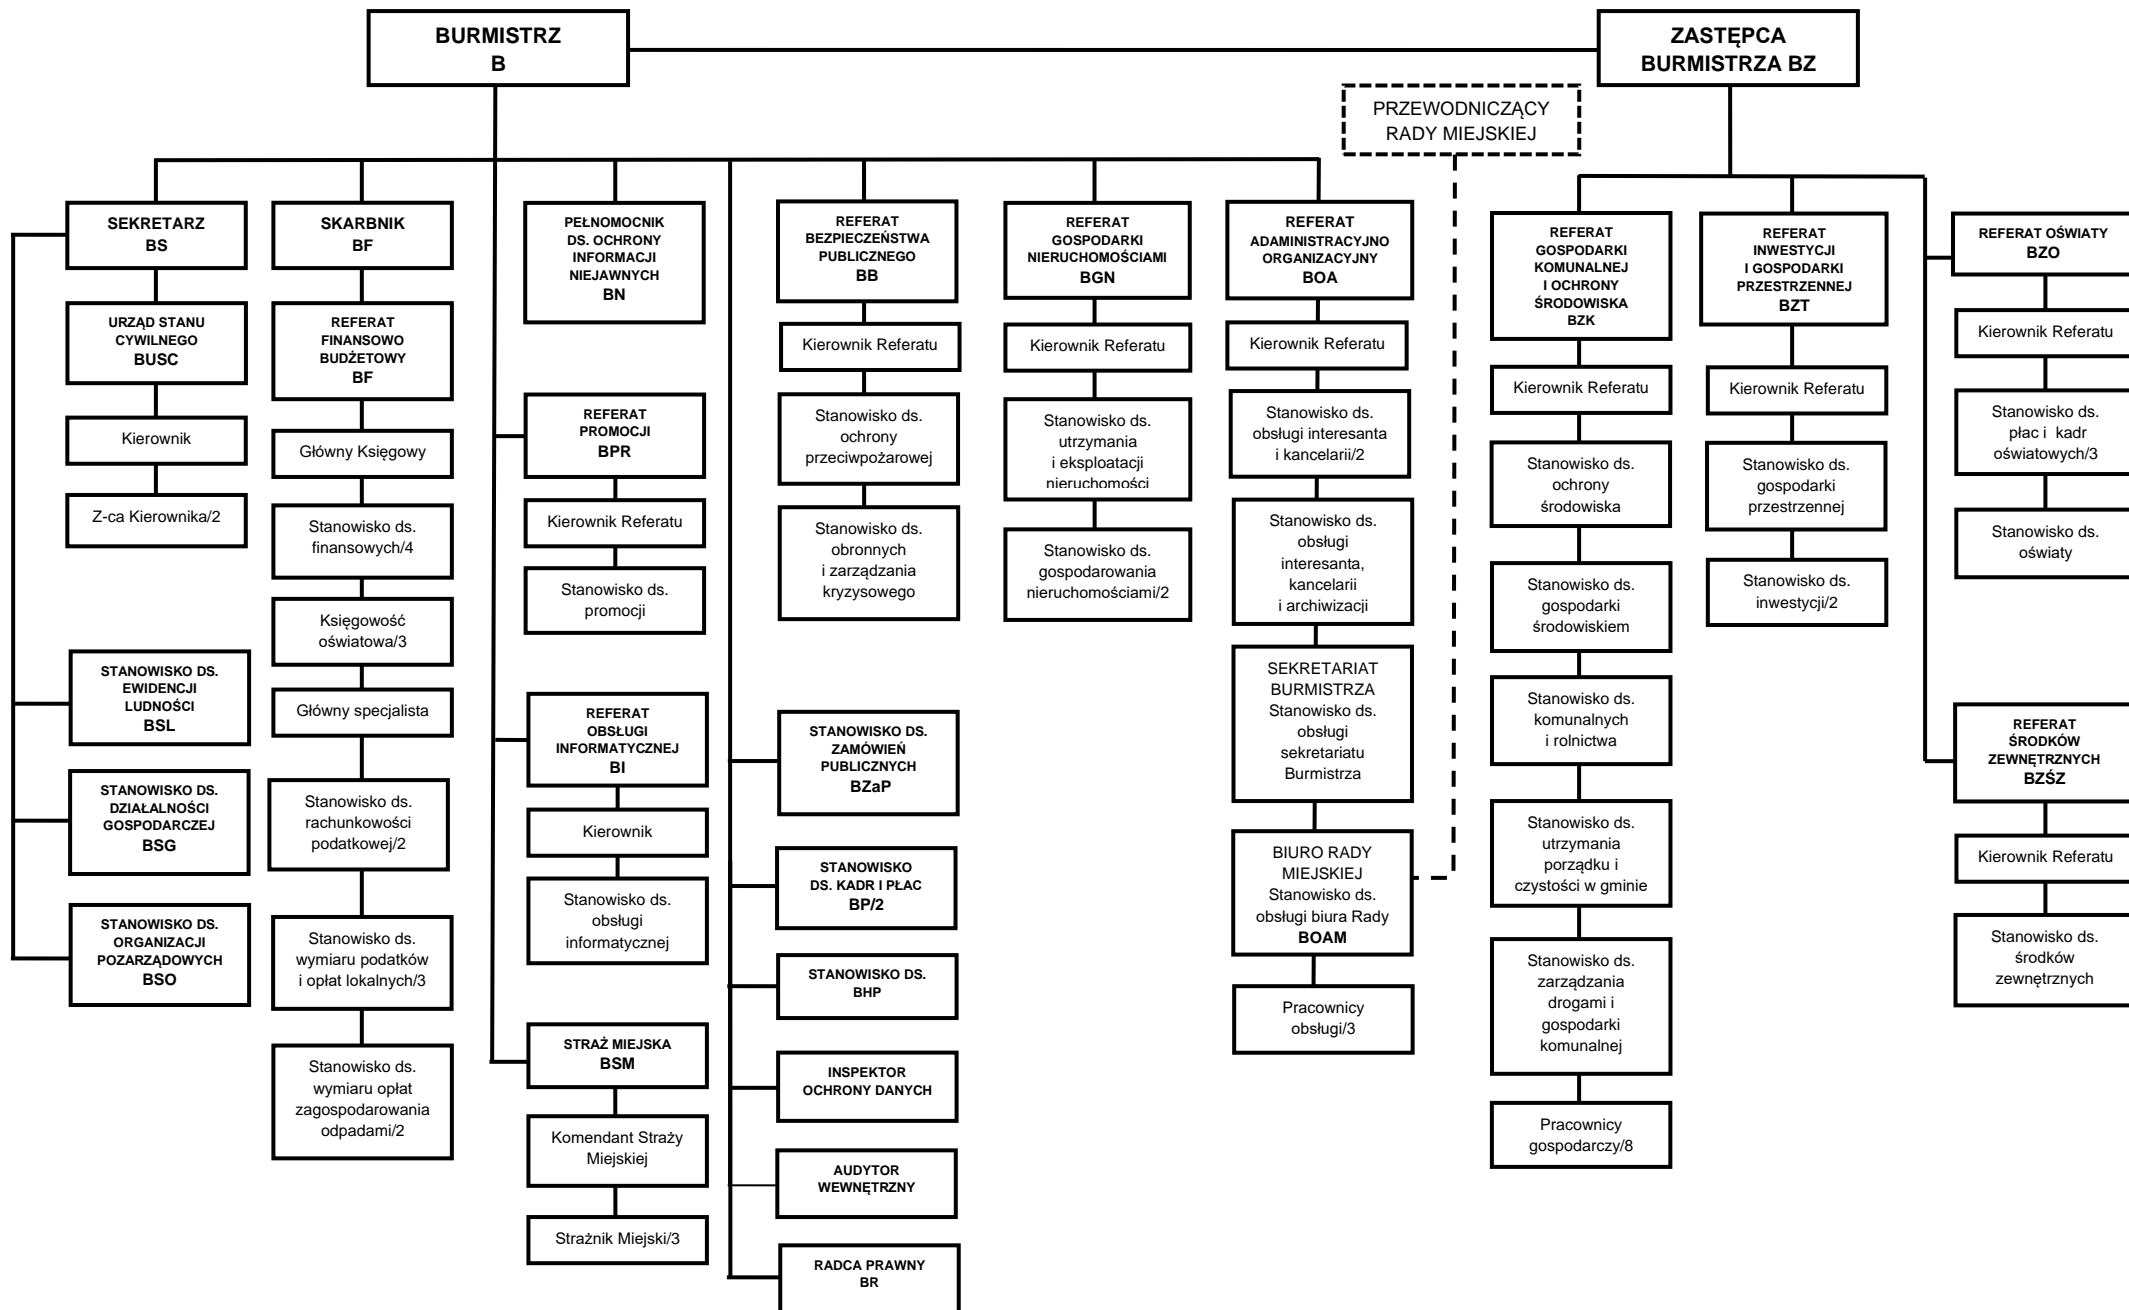 BURMISTRZ
B
ZASTĘPCA
BURMISTRZA BZ
PRZEWODNICZĄCY
RADY MIEJSKIEJ
SEKRETARZ
BS
URZĄD STANU
CYWILNEGO
BUSC
Kierownik
Z-ca Kierownika/2
STANOWISKO DS.
EWIDENCJI
LUDNOŚCI
BSL
STANOWISKO DS.
DZIAŁALNOŚCI
GOSPODARCZEJ
BSG
STANOWISKO DS.
ORGANIZACJI
POZARZĄDOWYCH
BSO
SKARBNIK
BF
REFERAT
FINANSOWO
BUDŻETOWY
BF
Główny Księgowy
Stanowisko ds.
finansowych/4
Księgowość
oświatowa/3
Główny specjalista
Stanowisko ds.
rachunkowości
podatkowej/2
Stanowisko ds.
wymiaru podatków
i opłat lokalnych/3
Stanowisko ds.
wymiaru opłat
zagospodarowania
odpadami/2
PEŁNOMOCNIK
DS. OCHRONY
INFORMACJI
NIEJAWNYCH
BN
REFERAT
PROMOCJI
BPR
Kierownik Referatu
Stanowisko ds.
promocji
REFERAT
OBSŁUGI
INFORMATYCZNEJ
BI
Kierownik
Stanowisko ds.
obsługi
informatycznej
STRAŻ MIEJSKA
BSM
Komendant Straży
Miejskiej
Strażnik Miejski/3
REFERAT
BEZPIECZEŃSTWA
PUBLICZNEGO
BB
Kierownik Referatu
Stanowisko ds.
ochrony
przeciwpożarowej
Stanowisko ds.
obronnych
i zarządzania
kryzysowego
STANOWISKO DS.
ZAMÓWIEŃ
PUBLICZNYCH
BZaP
STANOWISKO
DS. KADR I PŁAC
BP/2
STANOWISKO DS.
BHP
INSPEKTOR
OCHRONY DANYCH
AUDYTOR
WEWNĘTRZNY
RADCA PRAWNY
BR
REFERAT
GOSPODARKI
NIERUCHOMOŚCIAMI
BGN
Kierownik Referatu
Stanowisko ds.
utrzymania
i eksploatacji
nieruchomości
Stanowisko ds.
gospodarowania
nieruchomościami/2
REFERAT
ADAMINISTRACYJNO
ORGANIZACYJNY
BOA
Kierownik Referatu
Stanowisko ds.
obsługi interesanta
i kancelarii/2
Stanowisko ds.
obsługi
interesanta,
kancelarii
i archiwizacji
SEKRETARIAT
BURMISTRZA
Stanowisko ds.
obsługi
sekretariatu
Burmistrza
BIURO RADY
MIEJSKIEJ
Stanowisko ds.
obsługi biura Rady
BOAM
Pracownicy
obsługi/3
REFERAT
GOSPODARKI
KOMUNALNEJ
I OCHRONY
ŚRODOWISKA
BZK
Kierownik Referatu
Stanowisko ds.
ochrony
środowiska
Stanowisko ds.
gospodarki
środowiskiem
Stanowisko ds.
komunalnych
i rolnictwa
Stanowisko ds.
utrzymania
porządku i
czystości w gminie
Stanowisko ds.
zarządzania
drogami i
gospodarki
komunalnej
Pracownicy
gospodarczy/8
REFERAT
INWESTYCJI
I GOSPODARKI
PRZESTRZENNEJ
BZT
Kierownik Referatu
Stanowisko ds.
gospodarki
przestrzennej
Stanowisko ds.
inwestycji/2
REFERAT OŚWIATY
BZO
Kierownik Referatu
Stanowisko ds.
płac i kadr
oświatowych/3
Stanowisko ds.
oświaty
REFERAT
ŚRODKÓW
ZEWNĘTRZNYCH
BZŚZ
Kierownik Referatu
Stanowisko ds.
środków
zewnętrznych